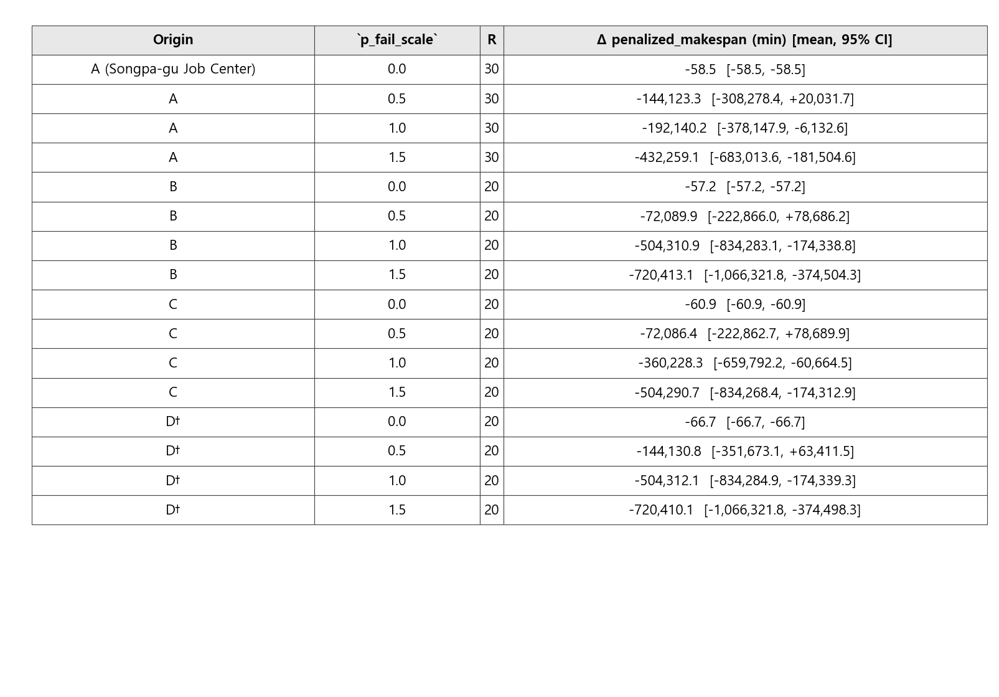 Origin `p_fail_scale` R Δ penalized_makespan (min) [mean, 95% CI]
A (Songpa-gu Job Center) 0.0 30 -58.5 [-58.5, -58.5]
A 0.5 30 -144,123.3 [-308,278.4, +20,031.7]
A 1.0 30 -192,140.2 [-378,147.9, -6,132.6]
A 1.5 30 -432,259.1 [-683,013.6, -181,504.6]
B 0.0 20 -57.2 [-57.2, -57.2]
B 0.5 20 -72,089.9 [-222,866.0, +78,686.2]
B 1.0 20 -504,310.9 [-834,283.1, -174,338.8]
B 1.5 20 -720,413.1 [-1,066,321.8, -374,504.3]
C 0.0 20 -60.9 [-60.9, -60.9]
C 0.5 20 -72,086.4 [-222,862.7, +78,689.9]
C 1.0 20 -360,228.3 [-659,792.2, -60,664.5]
C 1.5 20 -504,290.7 [-834,268.4, -174,312.9]
D† 0.0 20 -66.7 [-66.7, -66.7]
D† 0.5 20 -144,130.8 [-351,673.1, +63,411.5]
D† 1.0 20 -504,312.1 [-834,284.9, -174,339.3]
D† 1.5 20 -720,410.1 [-1,066,321.8, -374,498.3]